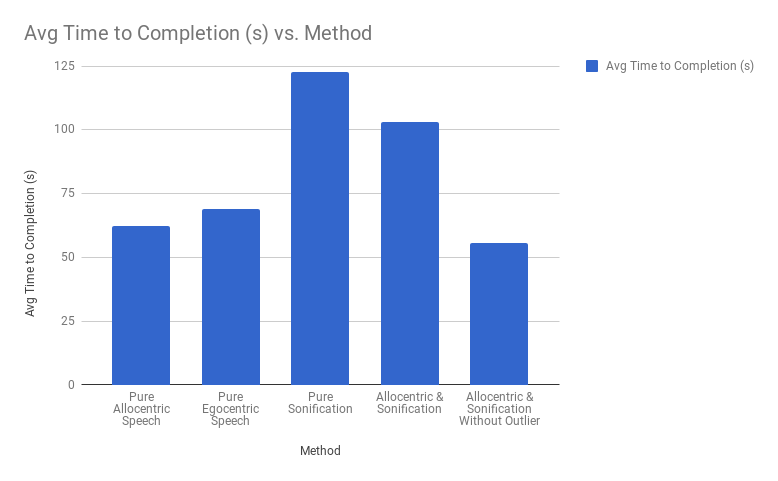 Avg Time to Completion (s) vs. Method
Avg Time to Completion (s)
Avg Time to Completion (s)
125
100
75
50
25
0
Pure
Allocentric
Speech
Pure
Egocentric
Speech
Pure
Sonification
Allocentric &
Sonification
Allocentric &
Sonification
Without Outlier
Method